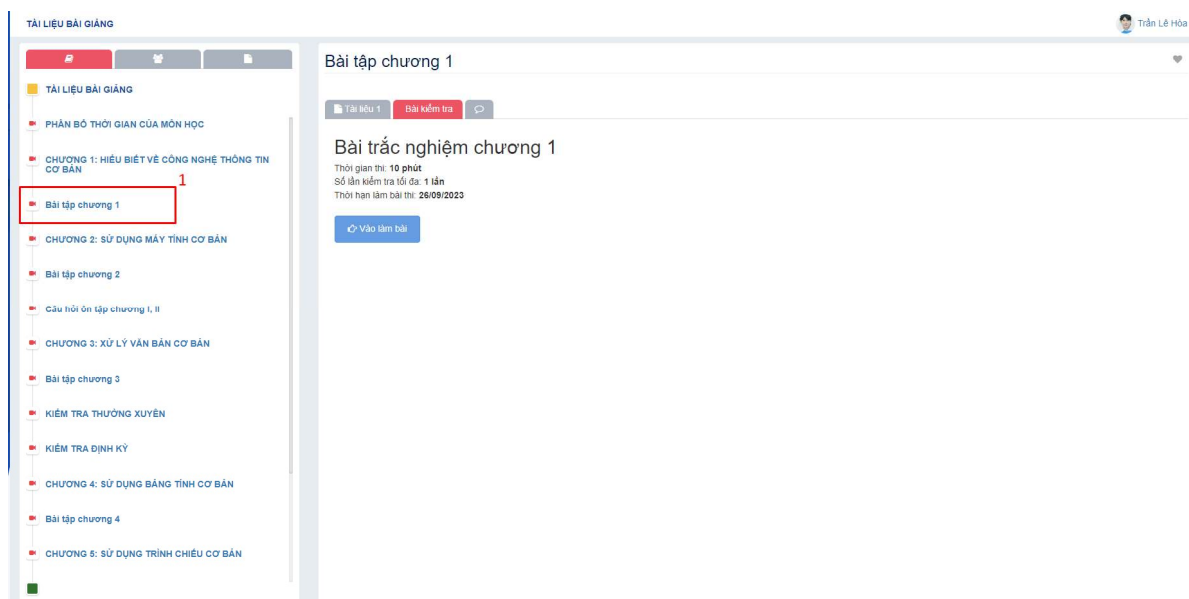 TÀI LIỆU BÀI GIẢNG
Trần Lê Hòa
TÀI LIỆU BÀI GIẢNG
PHÂN BỔ THỜI GIAN CỦA MÔN HỌC
CHƯƠNG 1: HIỂU BIẾT VỀ CÔNG NGHỆ THÔNG TIN
CƠ BẢN
1
Bài tập chương 1
CHƯƠNG 2: SỬ DỤNG MÁY TÍNH CƠ BẢN
Bài tập chương 2
Câu hỏi ôn tập chương I, II
CHƯƠNG 3: XỬ LÝ VĂN BẢN CƠ BẢN
Bài tập chương 3
KIỂM TRA THƯỜNG XUYÊN
KIỂM TRA ĐỊNH KỲ
CHƯƠNG 4: SỬ DỤNG BẢNG TÍNH CƠ BẢN
Bài tập chương 4
CHƯƠNG 5: SỬ DỤNG TRÌNH CHIẾU CƠ BẢN
Bài tập chương 1
Tài liệu 1
Bài kiểm tra
Bài trắc nghiệm chương 1
Thời gian thi: 10 phút
Số lần kiểm tra tối đa: 1 lần
Thời hạn làm bài thi: 26/09/2023
Vào làm bài